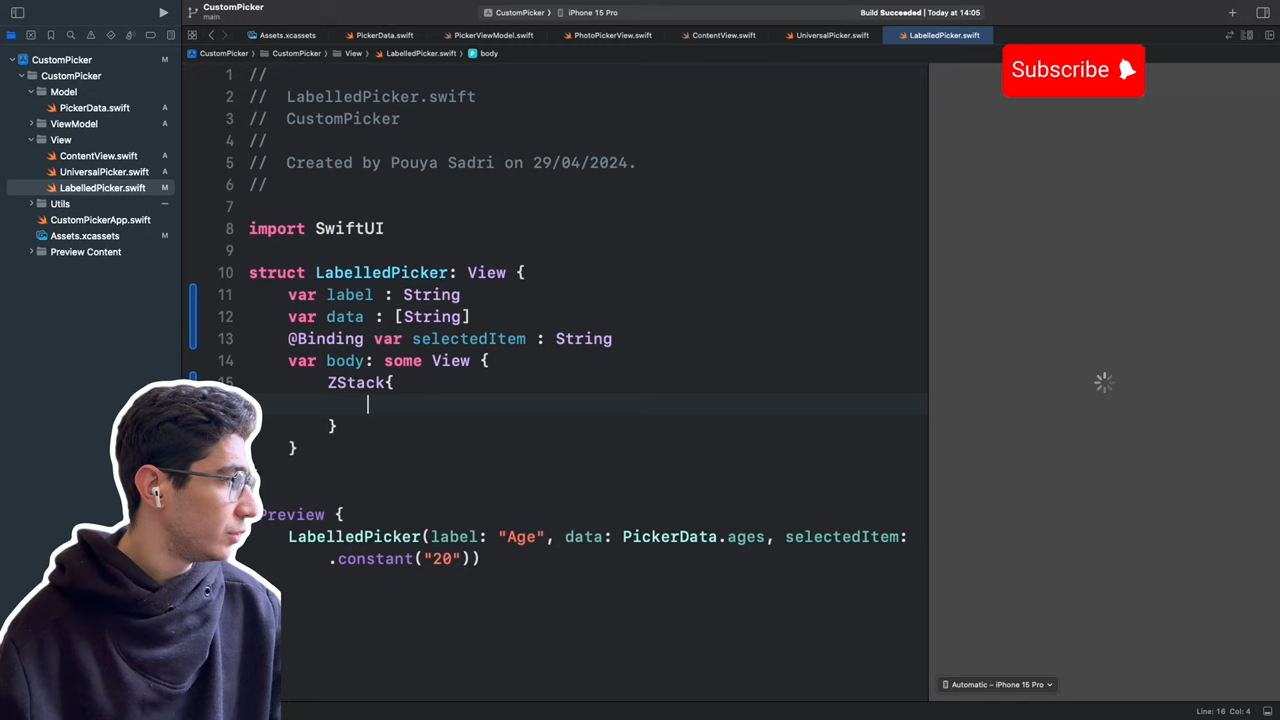 CustomPicker
main
CustomPicker
iPhone 15 Pro
Build Succeeded | Today at 14:05
Assets.xcassets
PickerData.swift
PickerViewModel.swift
PhotoPickerView.swift
ContentView.swift
UniversalPicker.swift
LabelledPicker.swift
CustomPicker
CustomPicker
View
LabelledPicker.swift
body
CustomPicker M
CustomPicker
Model
PickerData.swift A
ViewModel
View
ContentView.swift A
UniversalPicker.swift A
LabelledPicker.swift M
Utils
CustomPickerApp.swift
Assets.xcassets M
Preview Content
Subscribe
1 //
2 // LabelledPicker.swift
3 // CustomPicker
4 //
5 // Created by Pouya Sadri on 29/04/2024.
6 //
7
8 import SwiftUI
9
10 struct LabelledPicker: View {
11 var label : String
12 var data : [String]
13 @Binding var selectedItem : String
14 var body: some View {
15 ZStack{
}
}
Preview {
LabelledPicker(label: "Age", data: PickerData.ages, selectedItem:
.constant("20"))
Automatic – iPhone 15 Pro
Line: 16 Col: 4